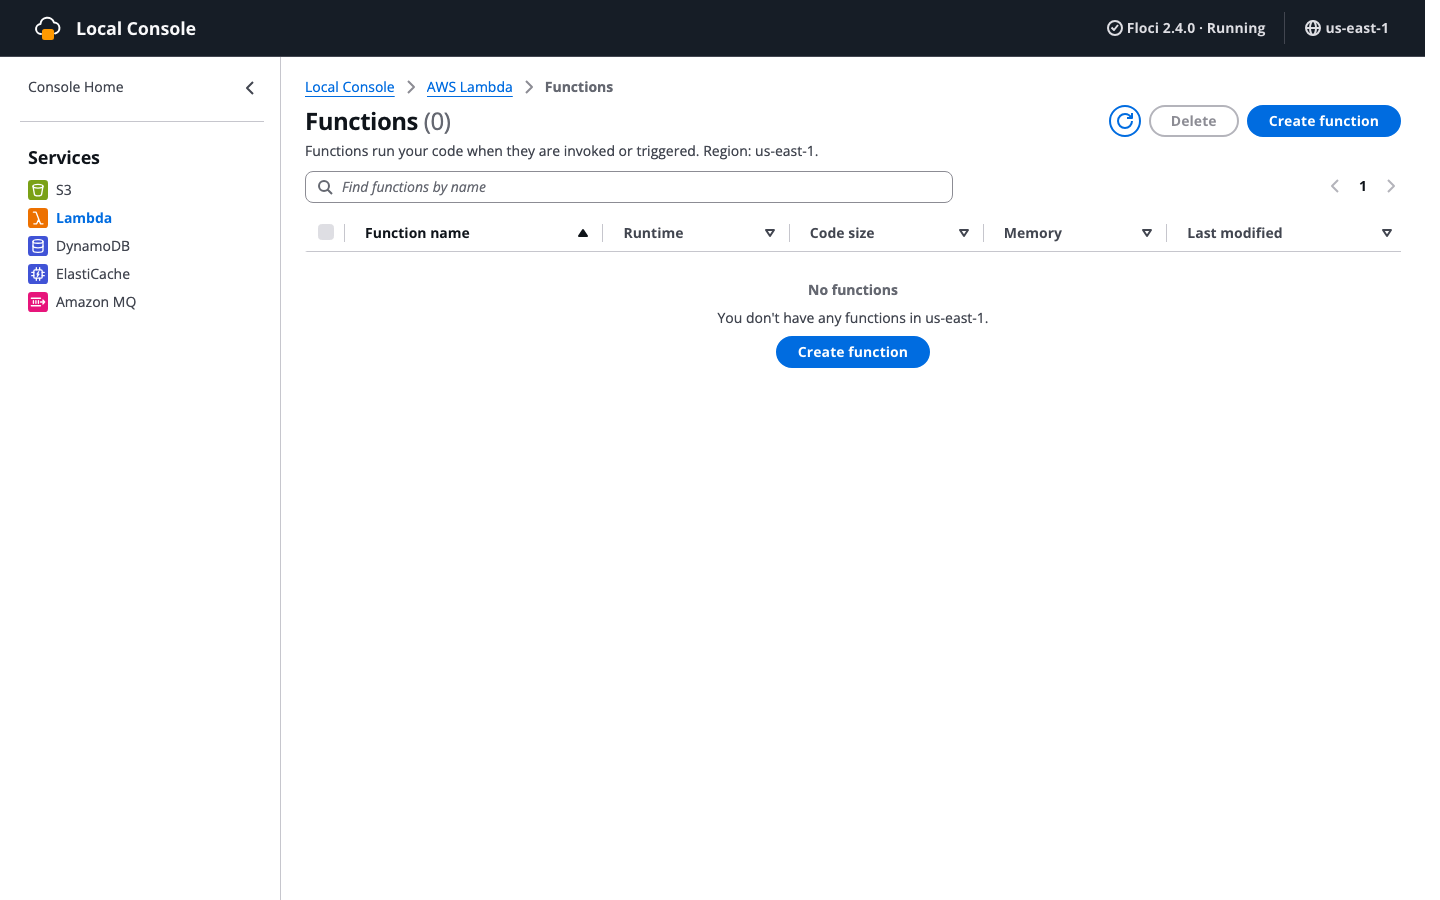 Local Console
Floci 2.4.0 · Running
us-east-1
Console Home
Services
S3
Lambda
DynamoDB
ElastiCache
Amazon MQ
Local Console > AWS Lambda > Functions
Functions (0)
Delete
Create function
Functions run your code when they are invoked or triggered. Region: us-east-1.
Find functions by name
1
Function name
Runtime
Code size
Memory
Last modified
No functions
You don't have any functions in us-east-1.
Create function